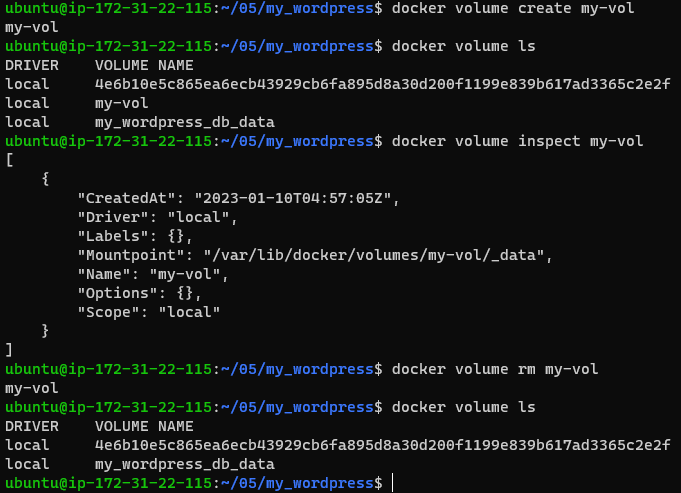 ubuntu@ip-172-31-22-115:~/05/my_wordpress$ docker volume create my-vol
my-vol
ubuntu@ip-172-31-22-115:~/05/my_wordpress$ docker volume ls
DRIVER    VOLUME NAME
local     4e6b10e5c865ea6ecb43929cb6fa895d8a30d200f1199e839b617ad3365c2e2f
local     my-vol
local     my_wordpress_db_data
ubuntu@ip-172-31-22-115:~/05/my_wordpress$ docker volume inspect my-vol
[
    {
        "CreatedAt": "2023-01-10T04:57:05Z",
        "Driver": "local",
        "Labels": {},
        "Mountpoint": "/var/lib/docker/volumes/my-vol/_data",
        "Name": "my-vol",
        "Options": {},
        "Scope": "local"
    }
]
ubuntu@ip-172-31-22-115:~/05/my_wordpress$ docker volume rm my-vol
my-vol
ubuntu@ip-172-31-22-115:~/05/my_wordpress$ docker volume ls
DRIVER    VOLUME NAME
local     4e6b10e5c865ea6ecb43929cb6fa895d8a30d200f1199e839b617ad3365c2e2f
local     my_wordpress_db_data
ubuntu@ip-172-31-22-115:~/05/my_wordpress$